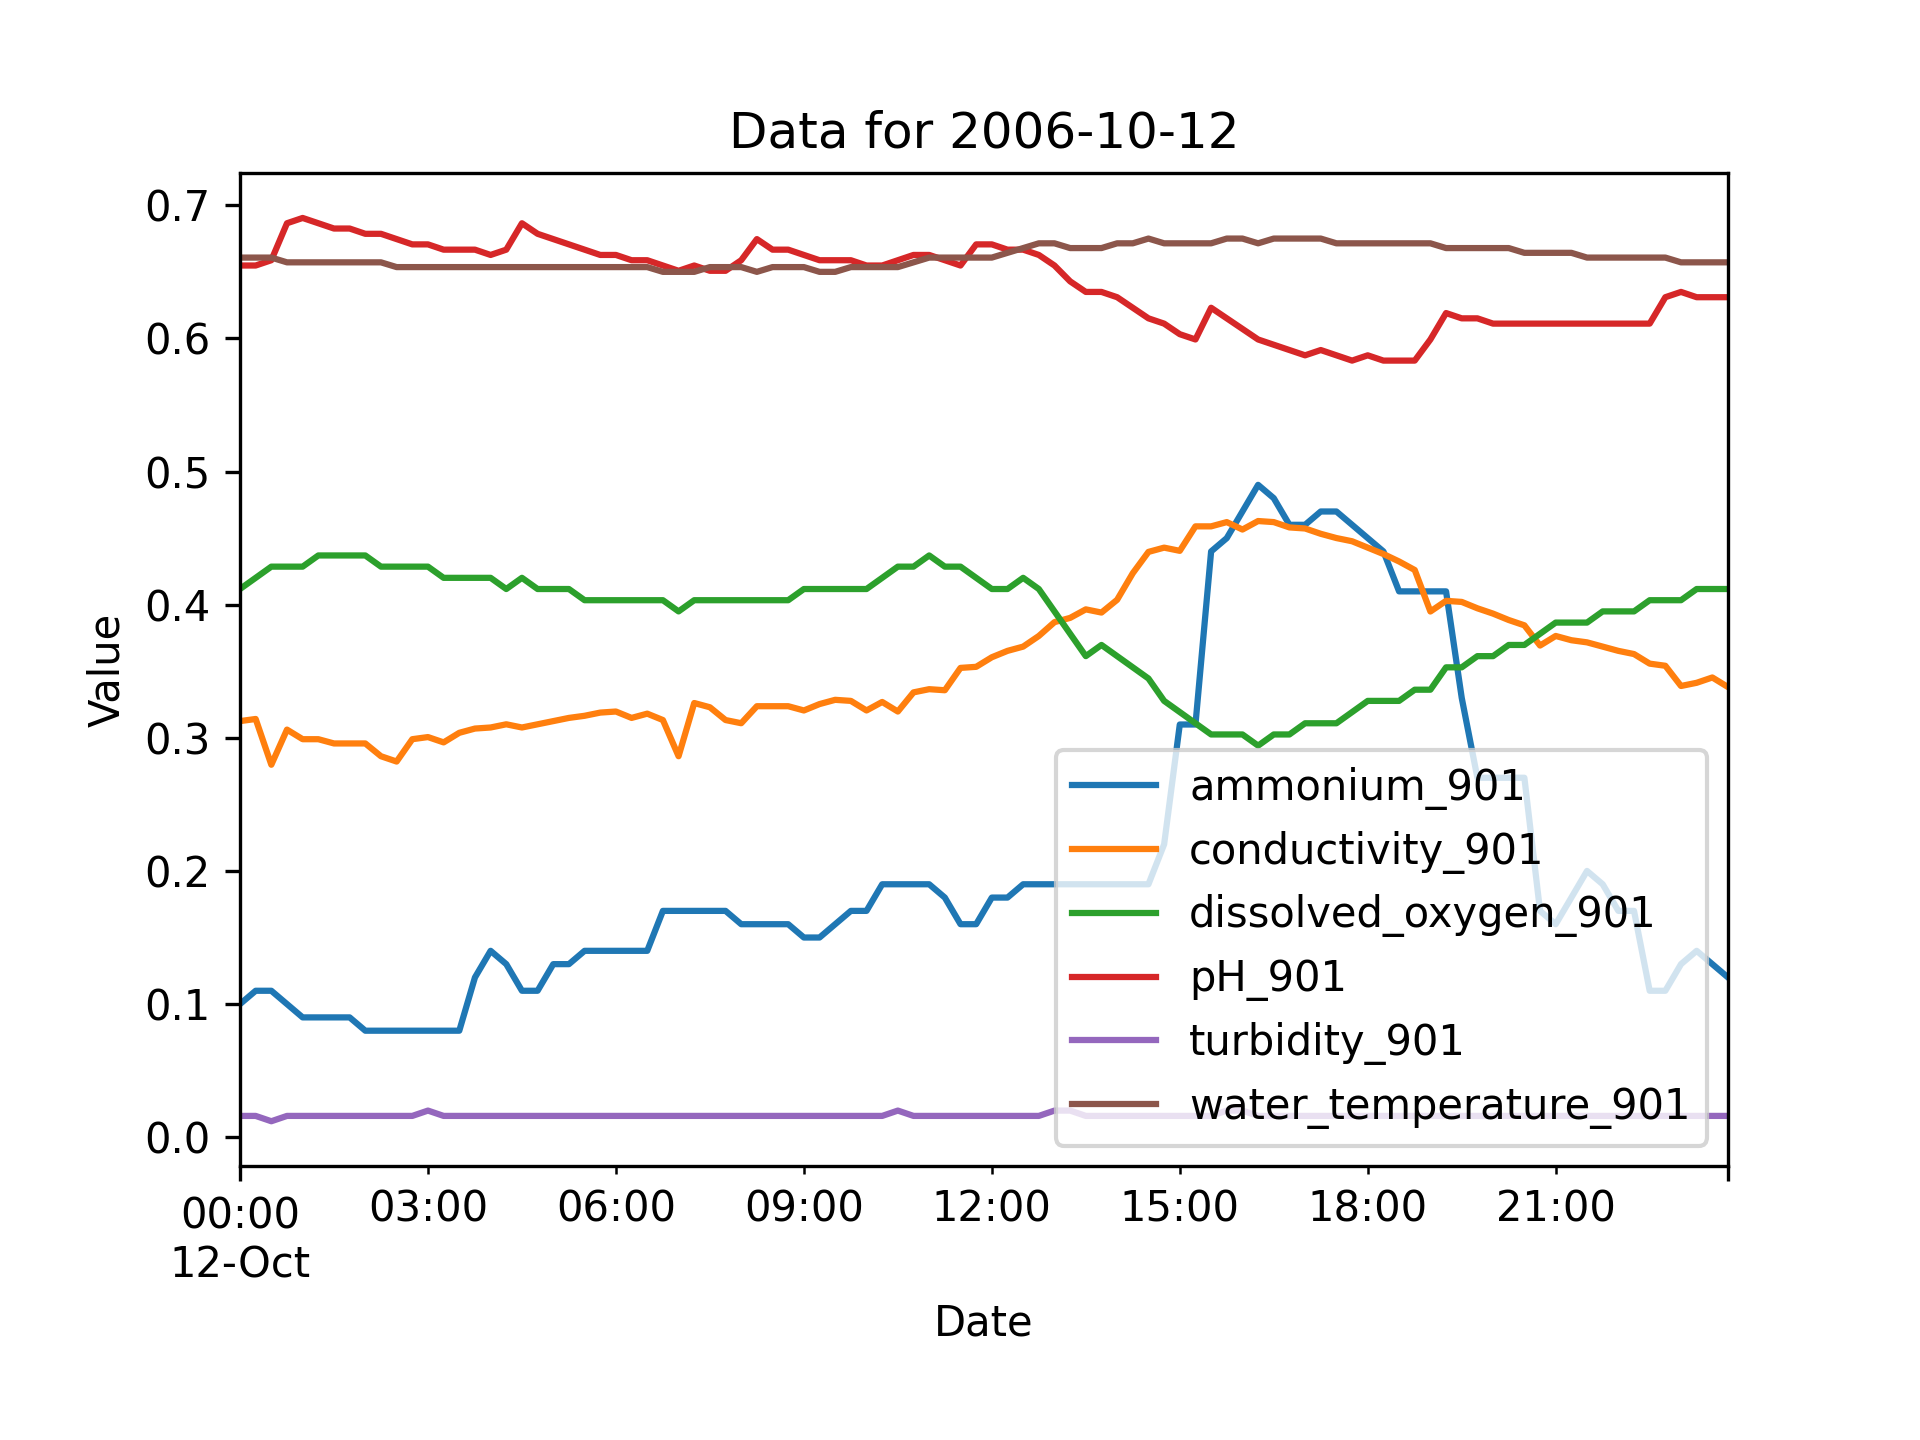 Data for 2006-10-12
0.7
0.6
0.5
0.4
0.3
0.2
0.1
0.0
Value
ammonium_901
conductivity_901
dissolved_oxygen_901
pH_901
turbidity_901
water_temperature_901
00:00 03:00 06:00 09:00 12:00 15:00 18:00 21:00
12-Oct
Date